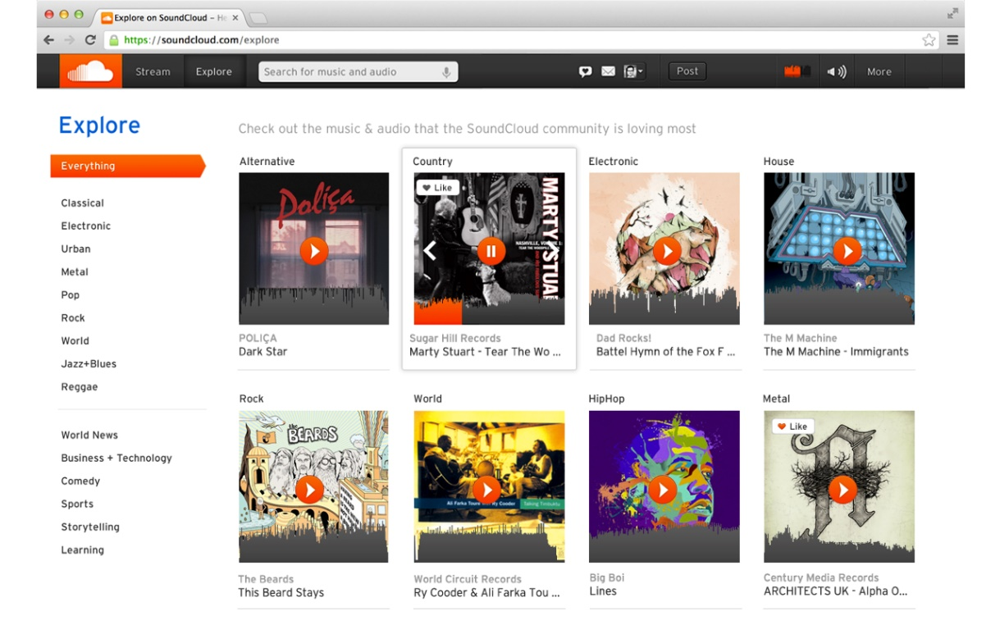 Explore on SoundCloud – He
https://soundcloud.com/explore
Stream
Explore
Search for music and audio
Post
More
Explore
Check out the music & audio that the SoundCloud community is loving most
Everything
Classical
Electronic
Urban
Metal
Pop
Rock
World
Jazz+Blues
Reggae
World News
Business + Technology
Comedy
Sports
Storytelling
Learning
Alternative
Poliça
POLIÇA
Dark Star
Country
Like
MARTY STUAR
NASHVILLE, VOLUME 1:
Sugar Hill Records
Marty Stuart - Tear The Wo ...
Electronic
Dad Rocks!
Battel Hymn of the Fox F ...
House
The M Machine
The M Machine - Immigrants
Rock
the BEARDS
The Beards
This Beard Stays
World
Ali Farka Toure
Ry Cooder
Talking Timbuktu
World Circuit Records
Ry Cooder & Ali Farka Tou ...
HipHop
Big Boi
Lines
Metal
Like
Century Media Records
ARCHITECTS UK - Alpha O...